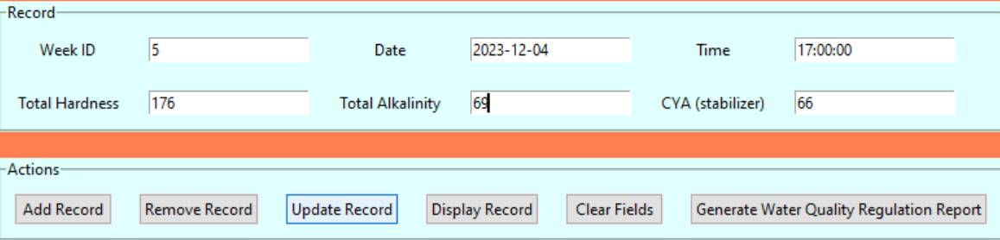 Record
Week ID 5 Date 2023-12-04 Time 17:00:00
Total Hardness 176 Total Alkalinity 69 CYA (stabilizer) 66
Actions
Add Record Remove Record Update Record Display Record Clear Fields Generate Water Quality Regulation Report